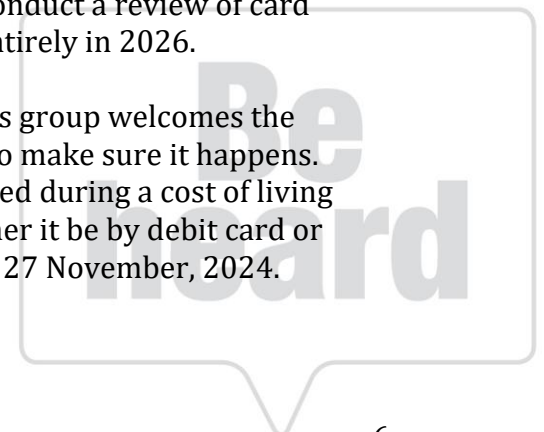 onduct a review of card
ntirely in 2026.
s group welcomes the
o make sure it happens.
ed during a cost of living
er it be by debit card or
27 November, 2024.
Be
heard